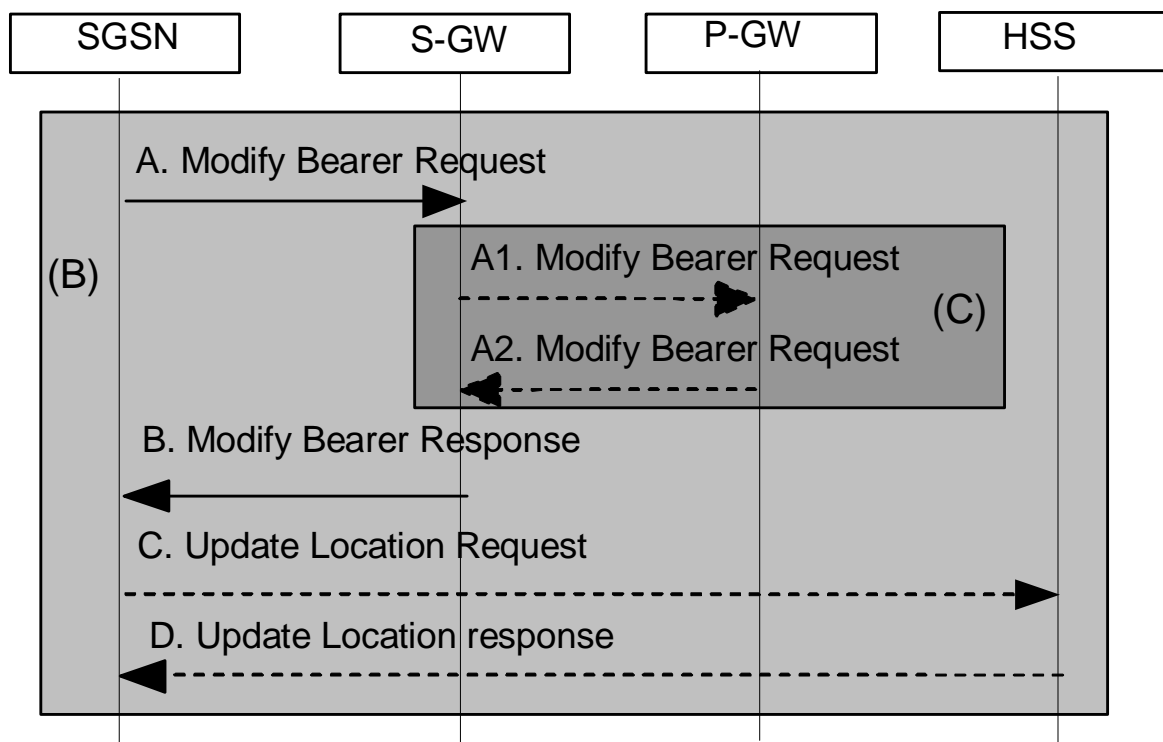 SGSN
S-GW
P-GW
HSS
A. Modify Bearer Request
(B)
A1. Modify Bearer Request
(C)
A2. Modify Bearer Request
B. Modify Bearer Response
C. Update Location Request
D. Update Location response